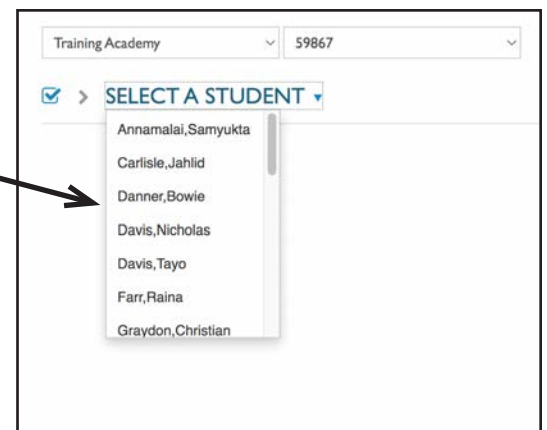 Training Academy 59867
SELECT A STUDENT
Annamalai,Samyukta
Carlisle,Jahlid
Danner,Bowie
Davis,Nicholas
Davis,Tayo
Farr,Raina
Graydon,Christian